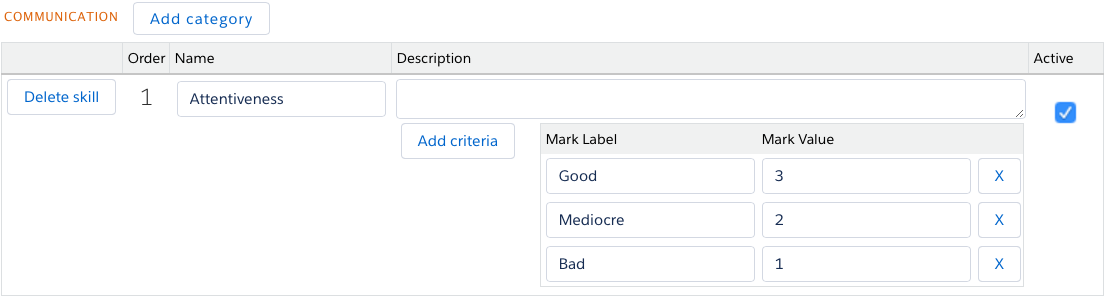 COMMUNICATION Add category
Order Name Description Active
Delete skill 1 Attentiveness
Add criteria Mark Label Mark Value
Good 3 X
Mediocre 2 X
Bad 1 X